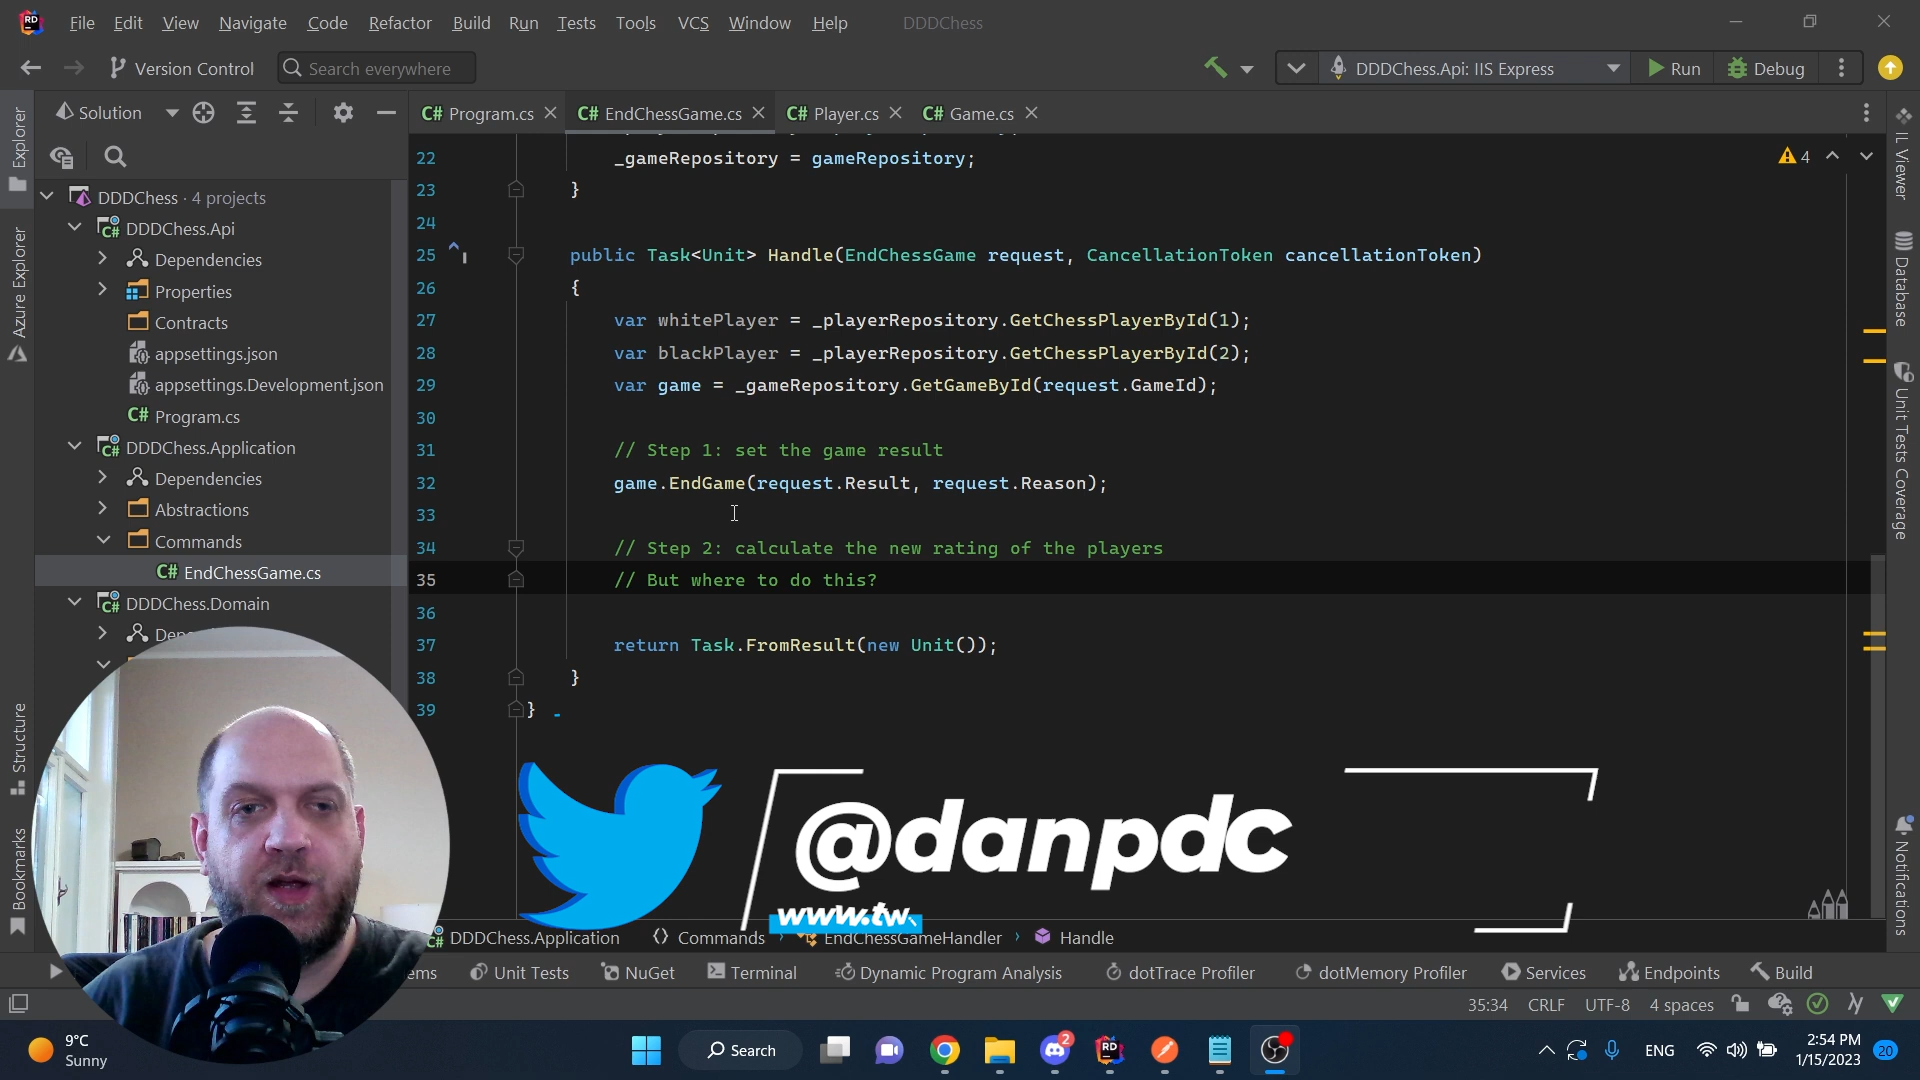 File Edit View Navigate Code Refactor Build Run Tests Tools VCS Window Help DDDChess
Version Control Search everywhere DDDChess.Api: IIS Express Run Debug
Solution
C# Program.cs C# EndChessGame.cs C# Player.cs C# Game.cs
Explorer
Azure Explorer
Structure
Bookmarks
DDDChess · 4 projects
DDDChess.Api
Dependencies
Properties
Contracts
appsettings.json
appsettings.Development.json
C# Program.cs
DDDChess.Application
Dependencies
Abstractions
Commands
C# EndChessGame.cs
DDDChess.Domain
4
22 _gameRepository = gameRepository;
23 }
24
25 public Task<Unit> Handle(EndChessGame request, CancellationToken cancellationToken)
26 {
27 var whitePlayer = _playerRepository.GetChessPlayerById(1);
28 var blackPlayer = _playerRepository.GetChessPlayerById(2);
29 var game = _gameRepository.GetGameById(request.GameId);
30
31 // Step 1: set the game result
32 game.EndGame(request.Result, request.Reason);
33
34 // Step 2: calculate the new rating of the players
35 // But where to do this?
36
37 return Task.FromResult(new Unit());
38 }
39 }
IL Viewer
Database
Unit Tests Coverage
Notifications
@danpdc
www.tw
DDDChess.Application Commands EndChessGameHandler Handle
Unit Tests NuGet Terminal Dynamic Program Analysis dotTrace Profiler dotMemory Profiler Services Endpoints Build
35:34 CRLF UTF-8 4 spaces
9°C
Sunny
Search
2
ENG
2:54 PM
1/15/2023
20